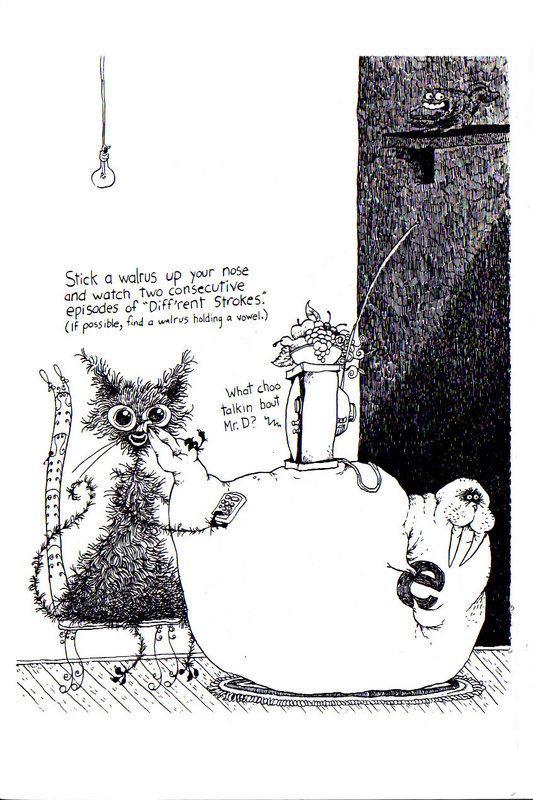 Stick a walrus up your nose
and watch two consecutive
episodes of "Diff'rent Strokes."
(If possible, find a walrus holding a vowel.)
What choo
talkin bout
Mr. D?
e